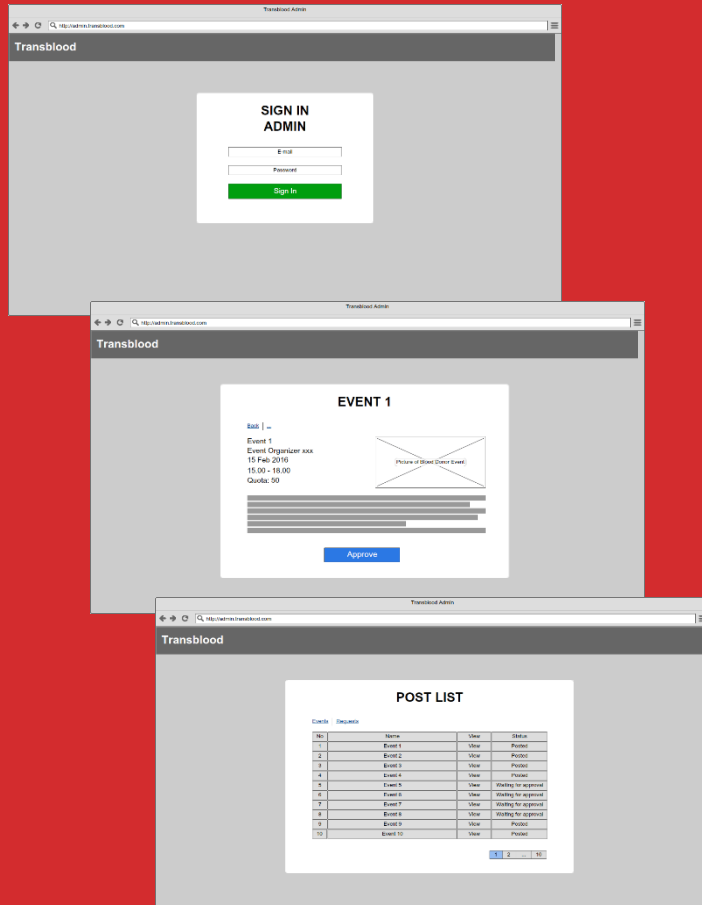 Transblood Admin
http://admin.transblood.com
Transblood
SIGN IN
ADMIN
E-mail
Password
Sign In
Transblood Admin
http://admin.transblood.com
Transblood
EVENT 1
Back | ...
Event 1
Event Organizer xxx
15 Feb 2016
15.00 - 18.00
Quota: 50
Picture of Blood Donor Event
Approve
Transblood Admin
http://admin.transblood.com
Transblood
POST LIST
Events | Requests
No Name View Status
1 Event 1 View Posted
2 Event 2 View Posted
3 Event 3 View Posted
4 Event 4 View Posted
5 Event 5 View Waiting for approval
6 Event 6 View Waiting for approval
7 Event 7 View Waiting for approval
8 Event 8 View Waiting for approval
9 Event 9 View Posted
10 Event 10 View Posted
1 2 ... 10